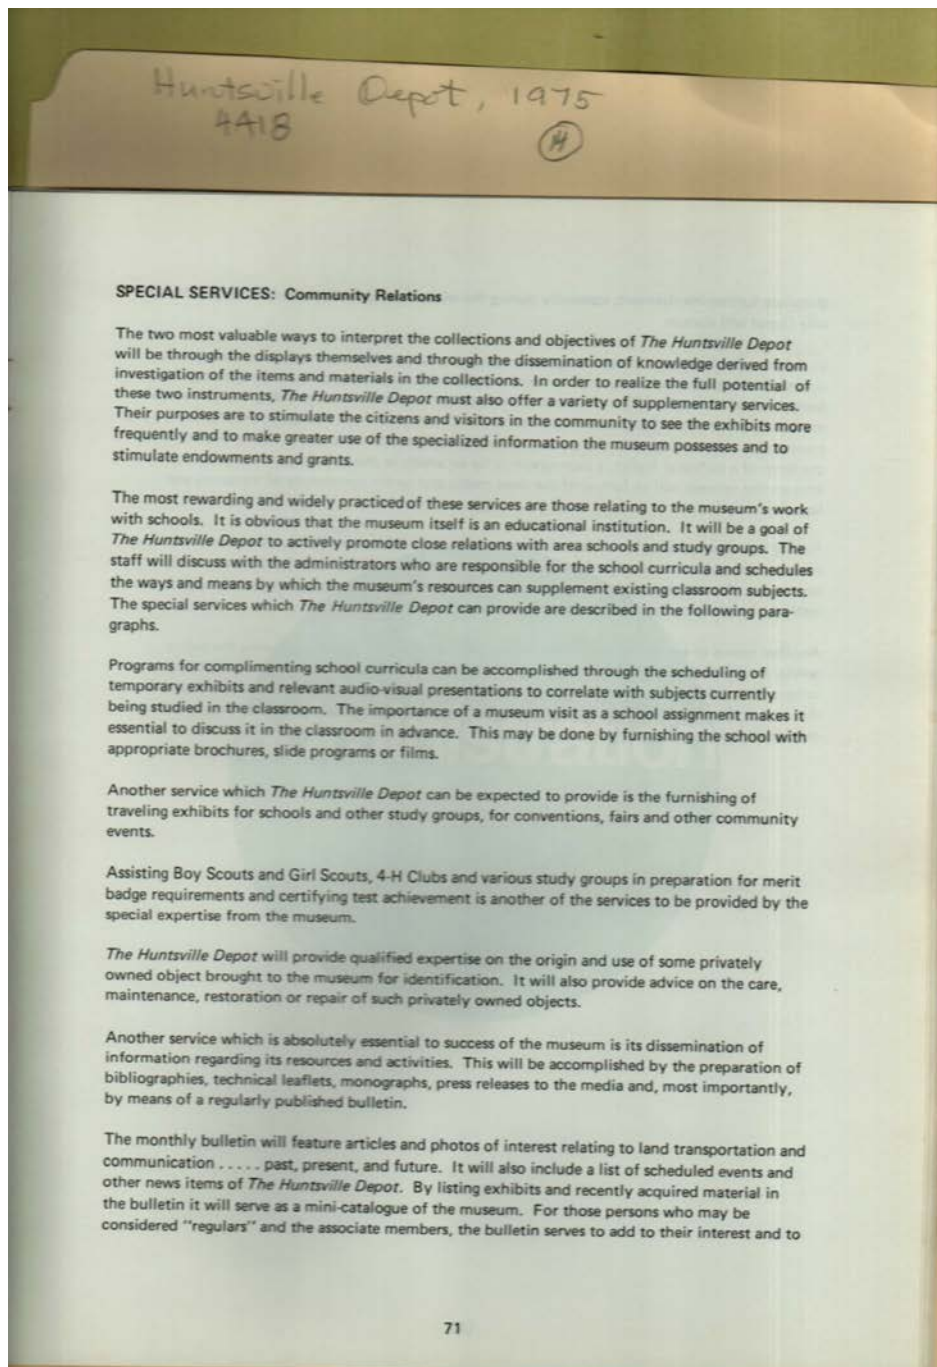 Huntsville Depot, 1975
4418
H
SPECIAL SERVICES: Community Relations
The two most valuable ways to interpret the collections and objectives of The Huntsville Depot
will be through the displays themselves and through the dissemination of knowledge derived from
investigation of the items and materials in the collections. In order to realize the full potential of
these two instruments, The Huntsville Depot must also offer a variety of supplementary services.
Their purposes are to stimulate the citizens and visitors in the community to see the exhibits more
frequently and to make greater use of the specialized information the museum possesses and to
stimulate endowments and grants.
The most rewarding and widely practiced of these services are those relating to the museum's work
with schools. It is obvious that the museum itself is an educational institution. It will be a goal of
The Huntsville Depot to actively promote close relations with area schools and study groups. The
staff will discuss with the administrators who are responsible for the school curricula and schedules
the ways and means by which the museum's resources can supplement existing classroom subjects.
The special services which The Huntsville Depot can provide are described in the following para-
graphs.
Programs for complimenting school curricula can be accomplished through the scheduling of
temporary exhibits and relevant audio-visual presentations to correlate with subjects currently
being studied in the classroom. The importance of a museum visit as a school assignment makes it
essential to discuss it in the classroom in advance. This may be done by furnishing the school with
appropriate brochures, slide programs or films.
Another service which The Huntsville Depot can be expected to provide is the furnishing of
traveling exhibits for schools and other study groups, for conventions, fairs and other community
events.
Assisting Boy Scouts and Girl Scouts, 4-H Clubs and various study groups in preparation for merit
badge requirements and certifying test achievement is another of the services to be provided by the
special expertise from the museum.
The Huntsville Depot will provide qualified expertise on the origin and use of some privately
owned object brought to the museum for identification. It will also provide advice on the care,
maintenance, restoration or repair of such privately owned objects.
Another service which is absolutely essential to success of the museum is its dissemination of
information regarding its resources and activities. This will be accomplished by the preparation of
bibliographies, technical leaflets, monographs, press releases to the media and, most importantly,
by means of a regularly published bulletin.
The monthly bulletin will feature articles and photos of interest relating to land transportation and
communication ..... past, present, and future. It will also include a list of scheduled events and
other news items of The Huntsville Depot. By listing exhibits and recently acquired material in
the bulletin it will serve as a mini-catalogue of the museum. For those persons who may be
considered "regulars" and the associate members, the bulletin serves to add to their interest and to
71